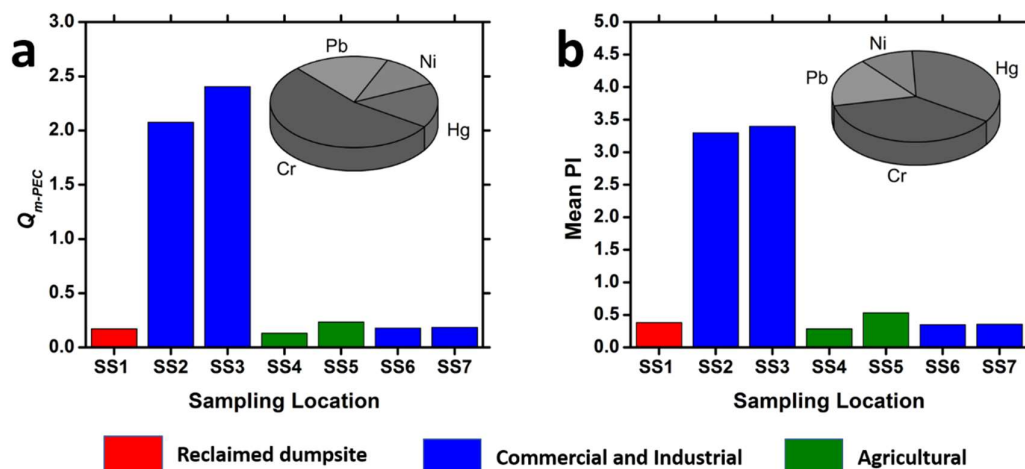 a
3.0
2.5
2.0
1.5
1.0
0.5
0.0
Qm-PEC
Pb
Ni
Hg
Cr
SS1 SS2 SS3 SS4 SS5 SS6 SS7
Sampling Location
b
5.0
4.5
4.0
3.5
3.0
2.5
2.0
1.5
1.0
0.5
0.0
Mean PI
Ni
Hg
Pb
Cr
SS1 SS2 SS3 SS4 SS5 SS6 SS7
Sampling Location
Reclaimed dumpsite Commercial and Industrial Agricultural